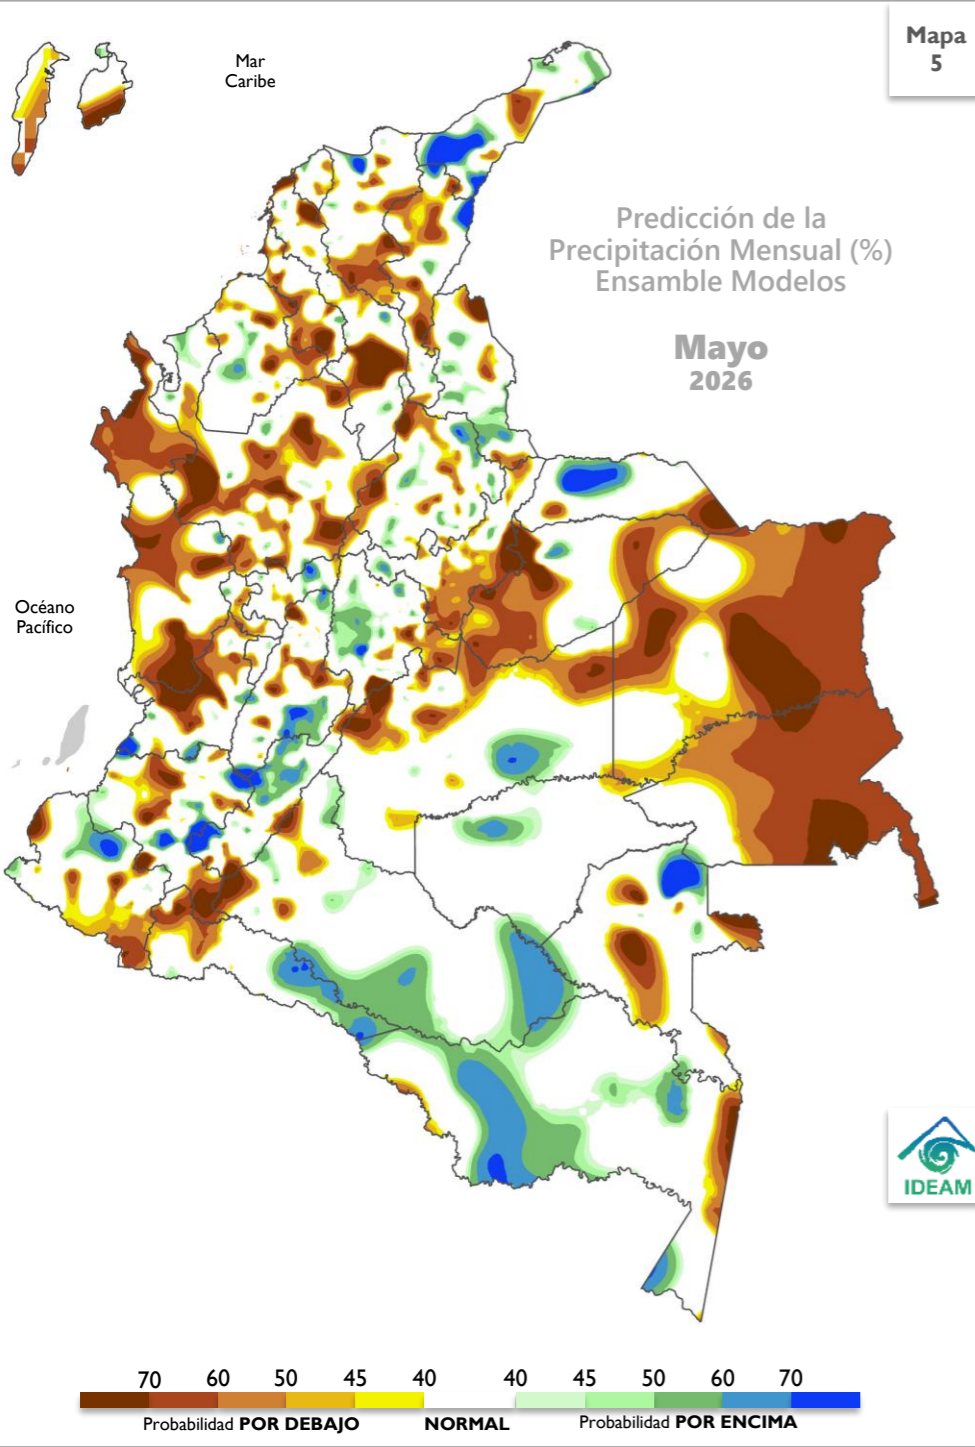 Mapa
5
Mar
Caribe
Predicción de la
Precipitación Mensual (%)
Ensamble Modelos
Mayo
2026
Océano
Pacífico
IDEAM
70 60 50 45 40 40 45 50 60 70
Probabilidad POR DEBAJO NORMAL Probabilidad POR ENCIMA